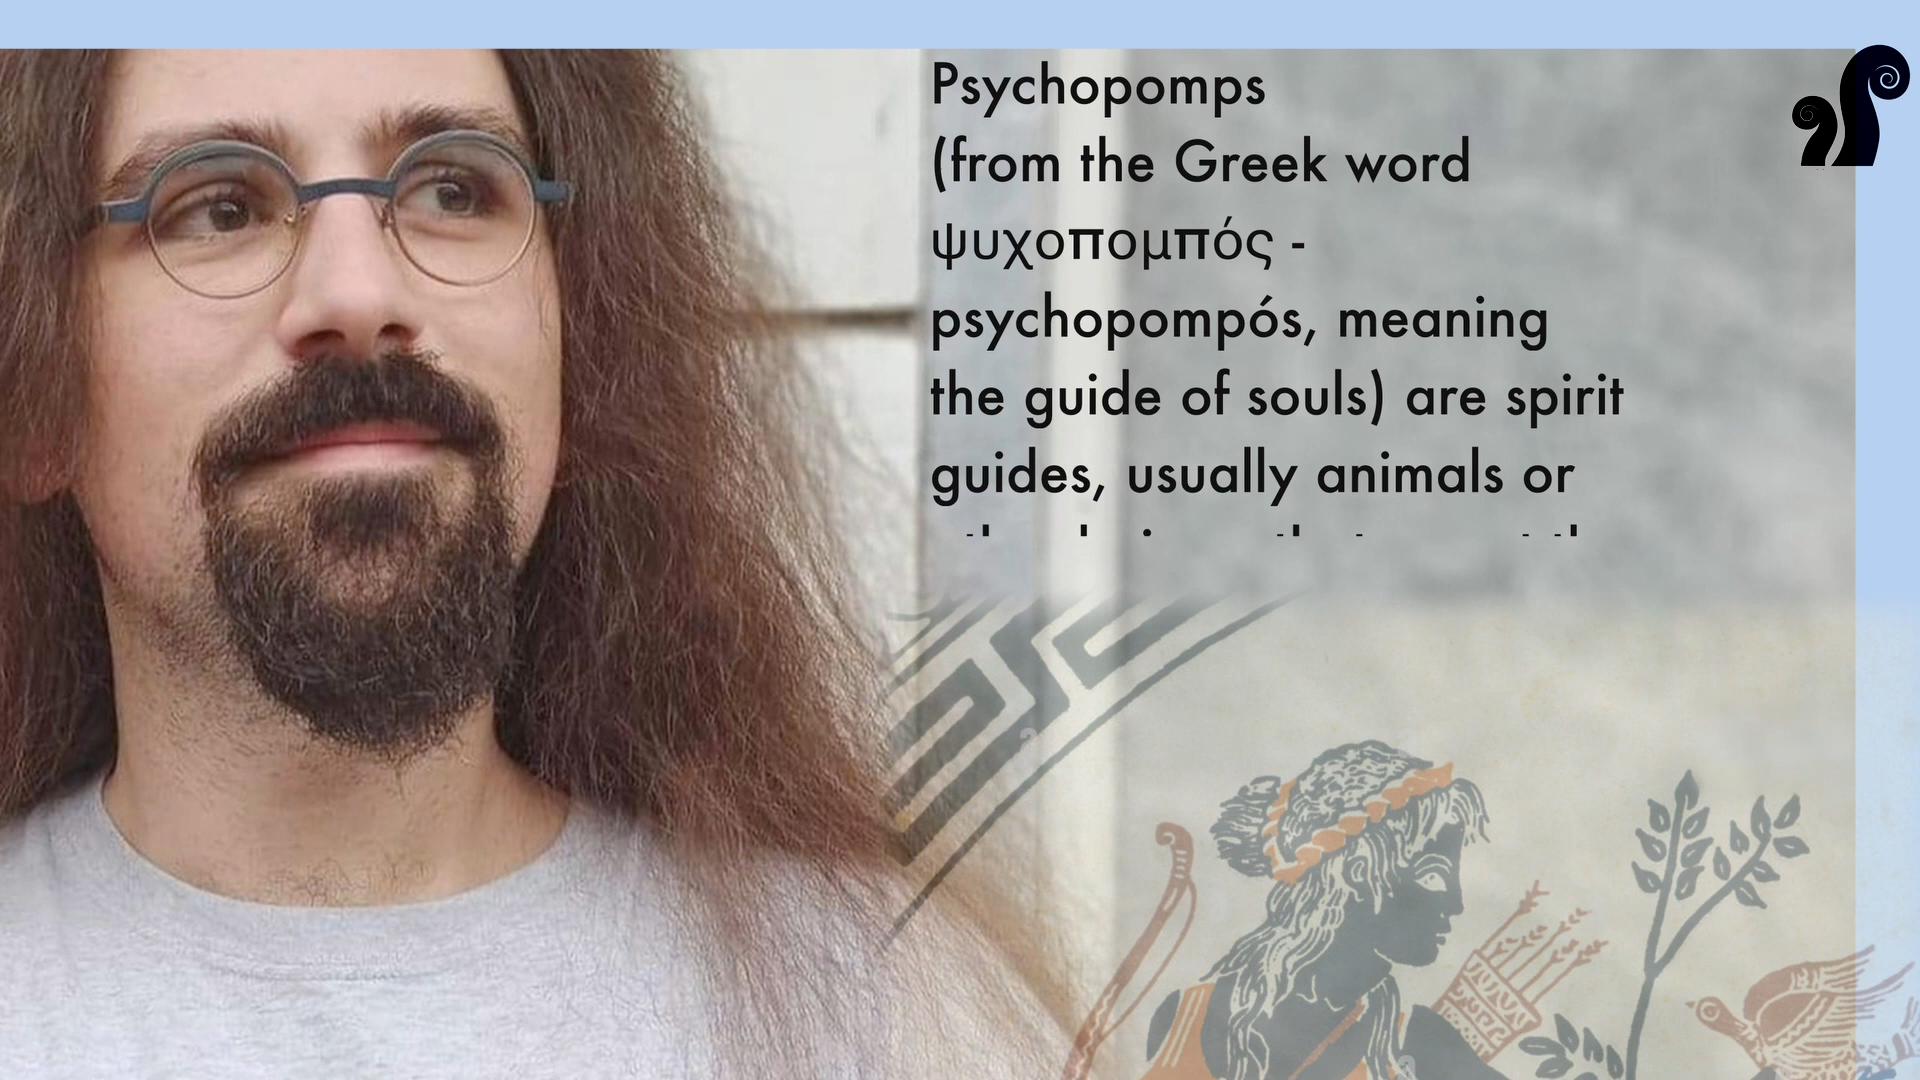 Psychopomps
(from the Greek word
ψυχοπομπός -
psychopompós, meaning
the guide of souls) are spirit
guides, usually animals or